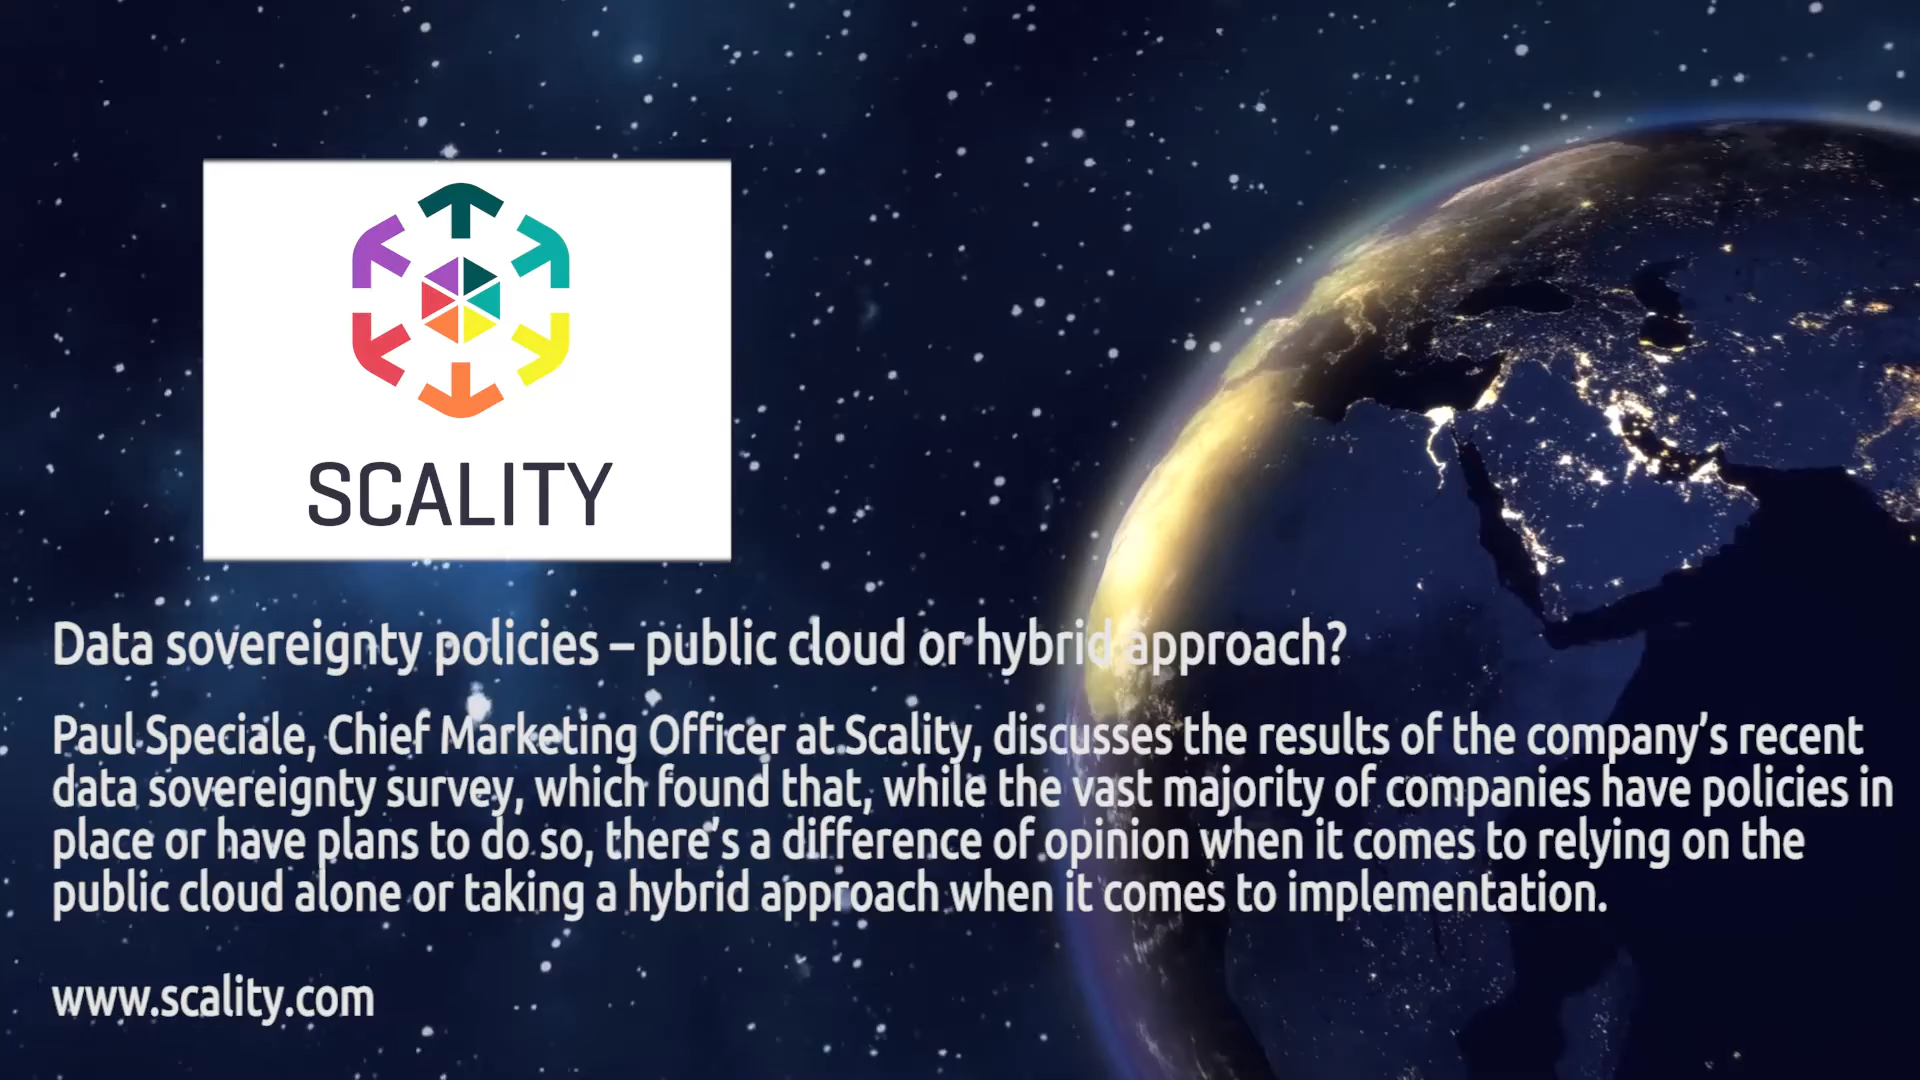 SCALITY
Data sovereignty policies – public cloud or hybrid approach?
Paul Speciale, Chief Marketing Officer at Scality, discusses the results of the company’s recent
data sovereignty survey, which found that, while the vast majority of companies have policies in
place or have plans to do so, there’s a difference of opinion when it comes to relying on the
public cloud alone or taking a hybrid approach when it comes to implementation.
www.scality.com